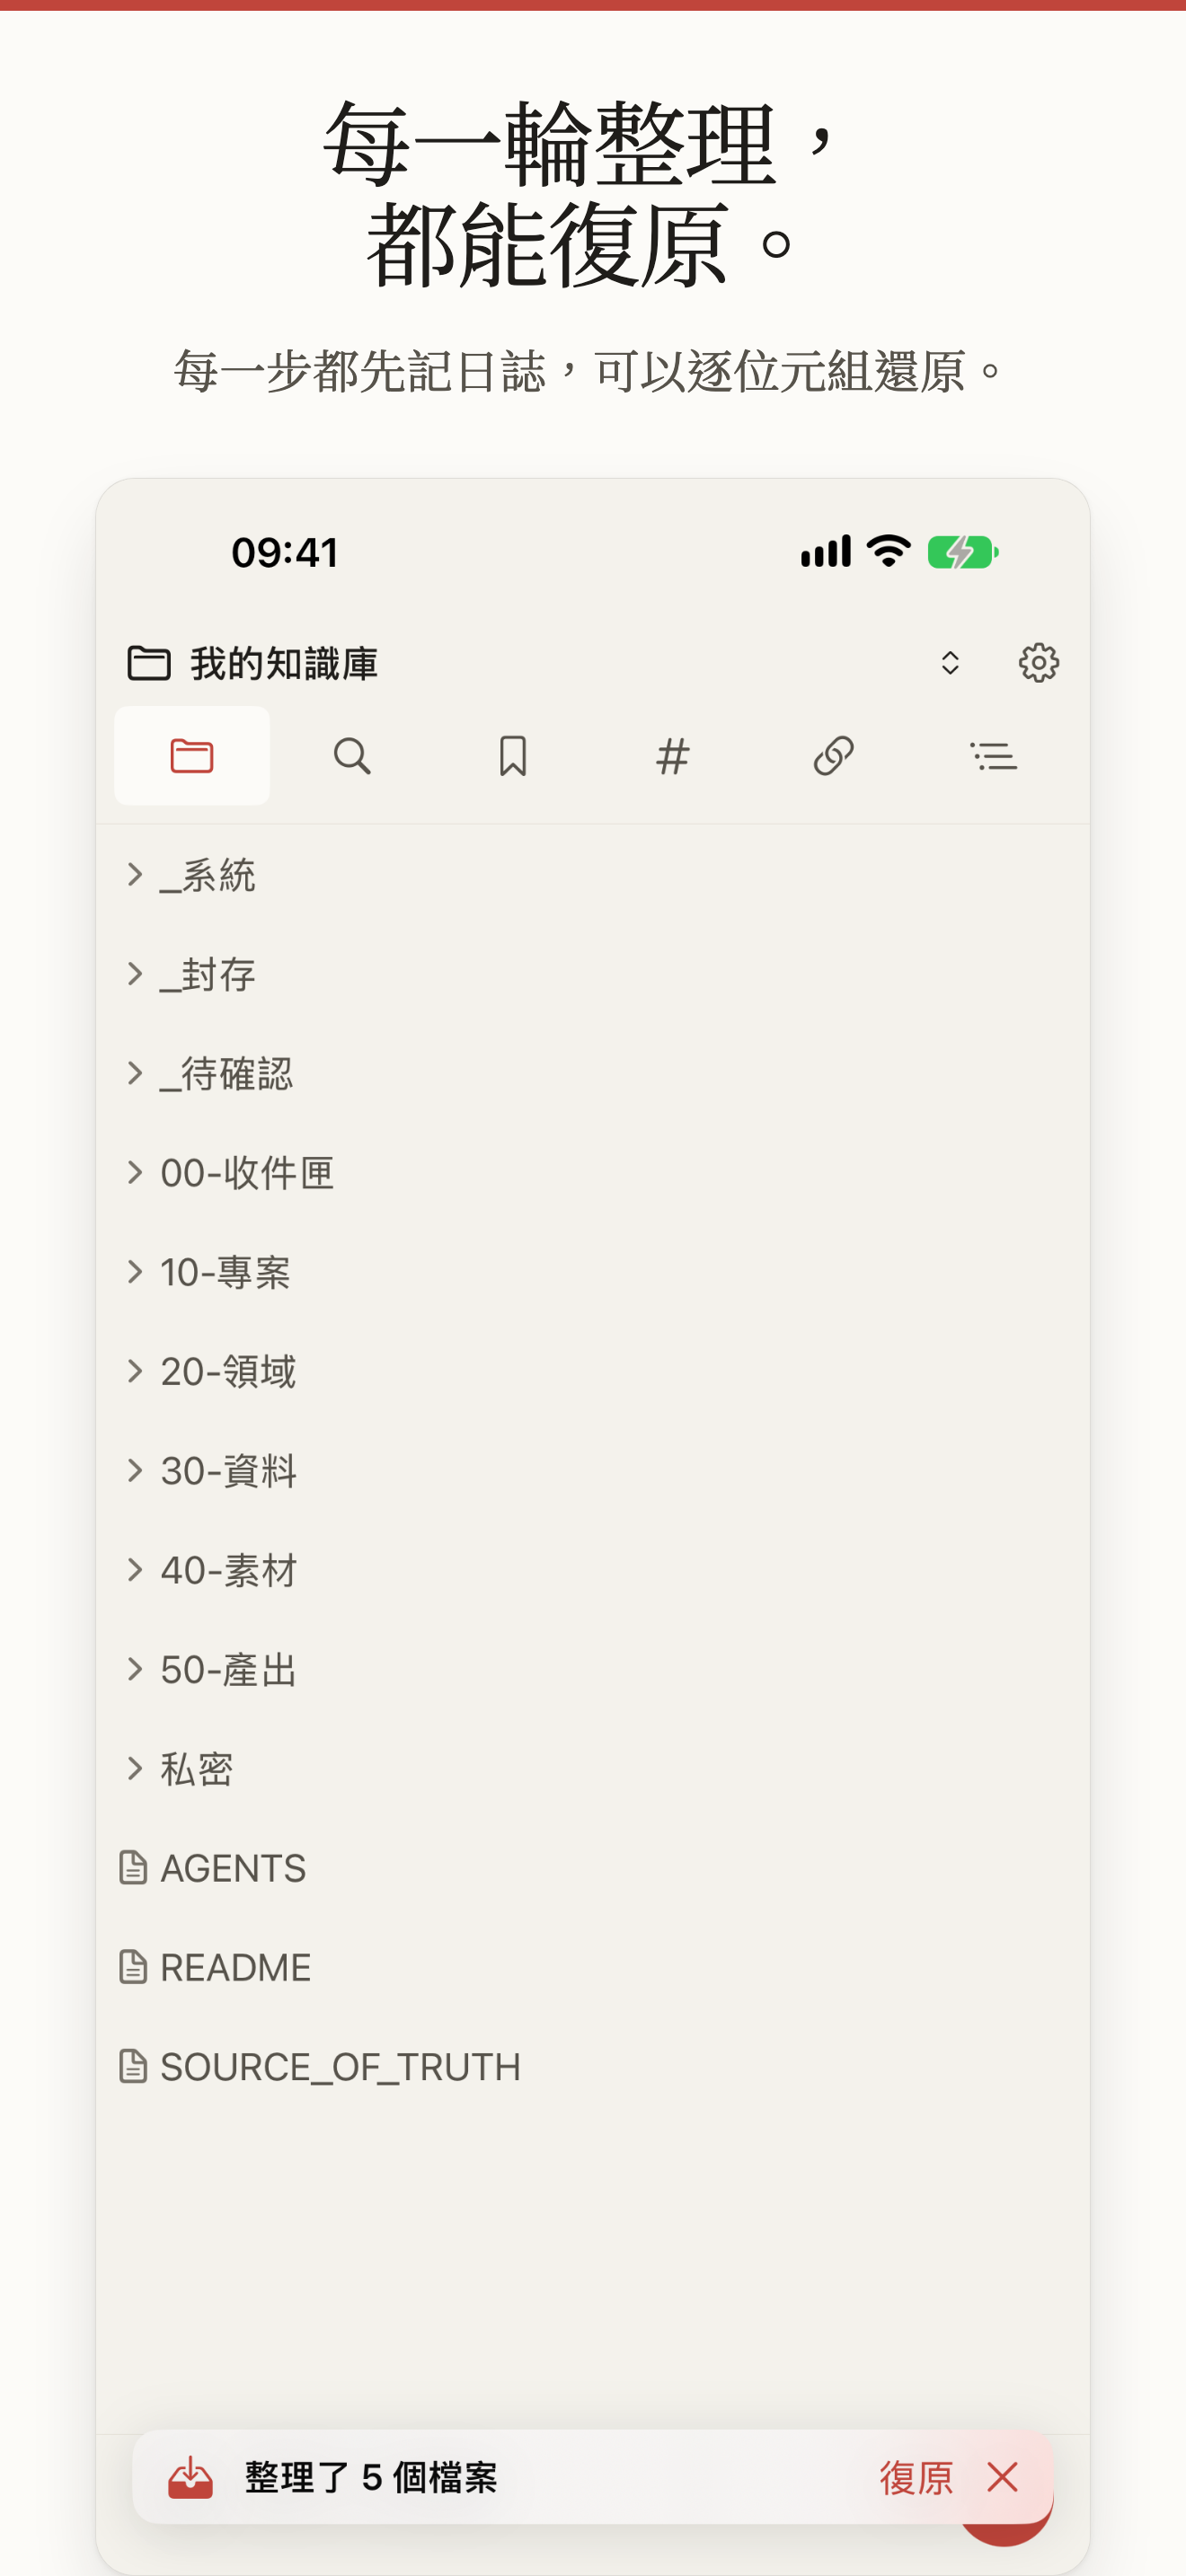 每一輪整理，
都能復原。
每一步都先記日誌，可以逐位元組還原。
09:41
我的知識庫
_系統
_封存
_待確認
00-收件匣
10-專案
20-領域
30-資料
40-素材
50-產出
私密
AGENTS
README
SOURCE_OF_TRUTH
整理了 5 個檔案 復原